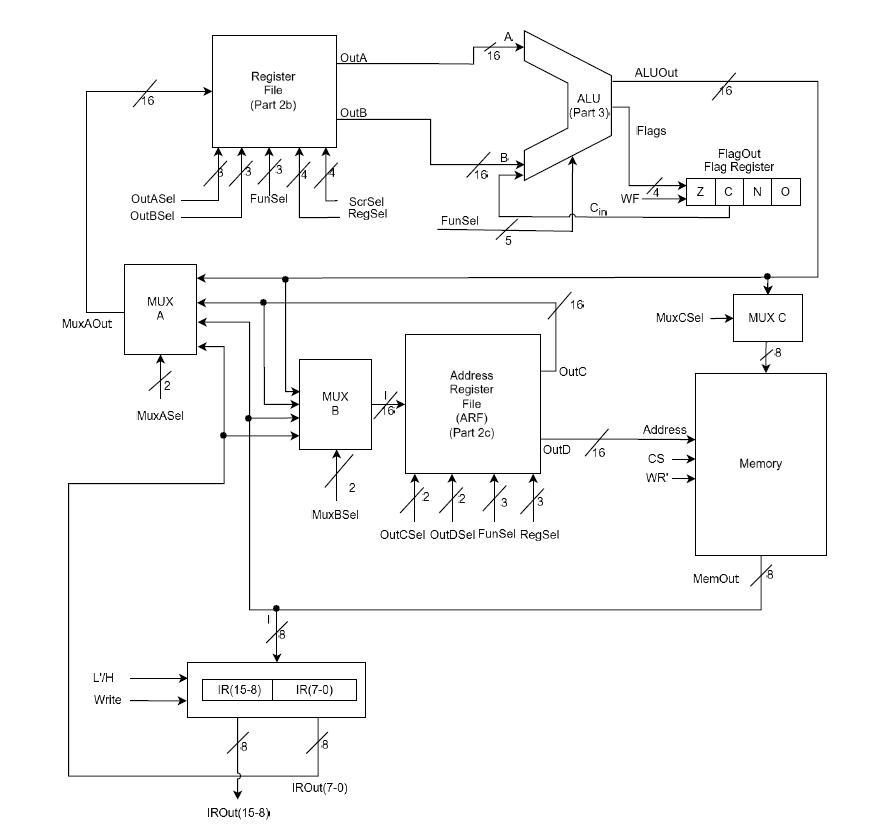 Register
File
(Part 2b)
OutA
OutB
16
16
A
16
B
16
ALU
(Part 3)
ALUOut
16
Flags
FlagOut
Flag Register
Z C N O
4
WF
Cin
FunSel
5
3
3
3
4
4
OutASel
OutBSel
FunSel
ScrSel
RegSel
MUX
A
MuxAOut
2
MuxASel
MUX
B
I
16
2
MuxBSel
Address
Register
File
(ARF)
(Part 2c)
16
OutC
OutD
16
2
2
3
3
OutCSel
OutDSel
FunSel
RegSel
MuxCSel
MUX C
8
Address
CS
WR'
Memory
MemOut
8
I
8
L'/H
Write
IR(15-8) IR(7-0)
8
8
IROut(7-0)
IROut(15-8)